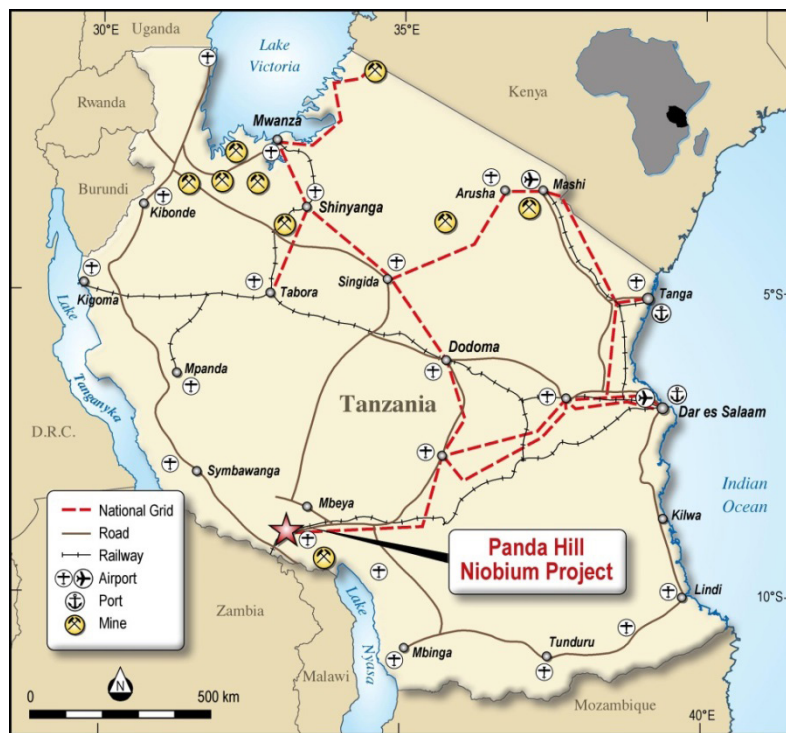 30°E
35°E
Uganda
Lake
Victoria
Kenya
Rwanda
Mwanza
Burundi
Arusha
Mashi
Kibonde
Shinyanga
Singida
Kigoma
Tabora
Tanga
5°S
Lake
Tanganyka
Dodoma
Mpanda
Tanzania
Dar es Salaam
D.R.C.
Symbawanga
Indian
Ocean
National Grid
Mbeya
Road
Kilwa
Railway
Panda Hill
Niobium Project
Airport
Port
Mine
Zambia
Lake
Nyasa
Lindi
10°S
N
Mbinga
Tunduru
Malawi
0
500 km
Mozambique
40°E